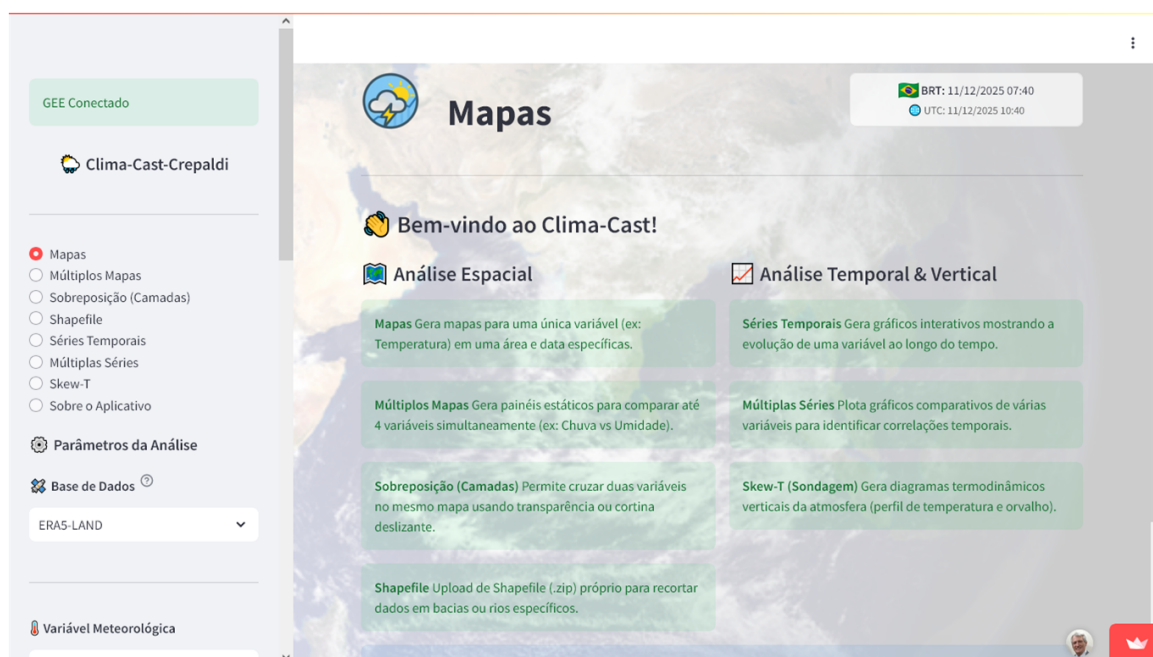 GEE Conectado
Clima-Cast-Crepaldi
Mapas
Múltiplos Mapas
Sobreposição (Camadas)
Shapefile
Séries Temporais
Múltiplas Séries
Skew-T
Sobre o Aplicativo
Parâmetros da Análise
Base de Dados
ERA5-LAND
Variável Meteorológica
Mapas
BRT: 11/12/2025 07:40
UTC: 11/12/2025 10:40
Bem-vindo ao Clima-Cast!
Análise Espacial
Mapas Gera mapas para uma única variável (ex:
Temperatura) em uma área e data específicas.
Múltiplos Mapas Gera painéis estáticos para comparar até
4 variáveis simultaneamente (ex: Chuva vs Umidade).
Sobreposição (Camadas) Permite cruzar duas variáveis
no mesmo mapa usando transparência ou cortina
deslizante.
Shapefile Upload de Shapefile (.zip) próprio para recortar
dados em bacias ou rios específicos.
Análise Temporal & Vertical
Séries Temporais Gera gráficos interativos mostrando a
evolução de uma variável ao longo do tempo.
Múltiplas Séries Plota gráficos comparativos de várias
variáveis para identificar correlações temporais.
Skew-T (Sondagem) Gera diagramas termodinâmicos
verticais da atmosfera (perfil de temperatura e orvalho).